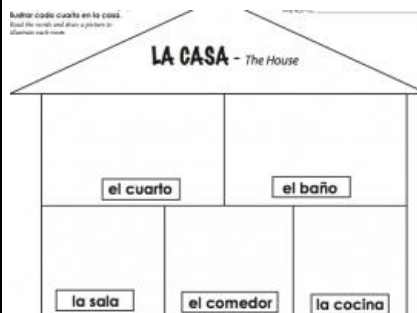 Ilustrar cada cuarto en la casa.
Read the words and draw a picture to
illustrate each room.
LA CASA - The House
el cuarto
el baño
la sala
el comedor
la cocina